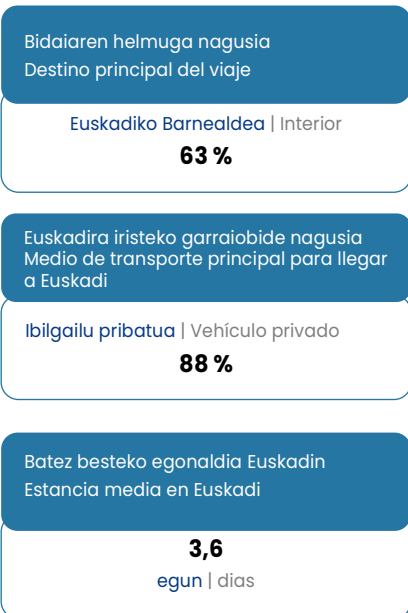 Bidaiaren helmuga nagusia
Destino principal del viaje
Euskadiko Barnealdea | Interior
63 %
Euskadira iristeko garraiobide nagusia
Medio de transporte principal para llegar
a Euskadi
Ibilgailu pribatua | Vehículo privado
88 %
Batez besteko egonaldia Euskadin
Estancia media en Euskadi
3,6
egun | dias